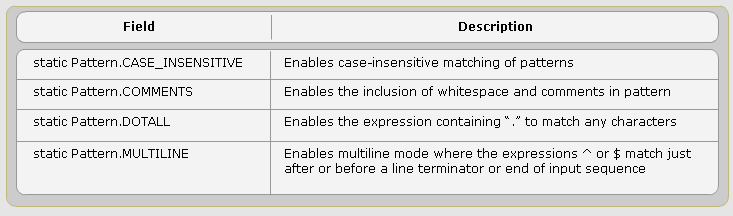 Field Description
static Pattern.CASE_INSENSITIVE Enables case-insensitive matching of patterns
static Pattern.COMMENTS Enables the inclusion of whitespace and comments in pattern
static Pattern.DOTALL Enables the expression containing “.” to match any characters
static Pattern.MULTILINE Enables multiline mode where the expressions ^ or $ match just
after or before a line terminator or end of input sequence